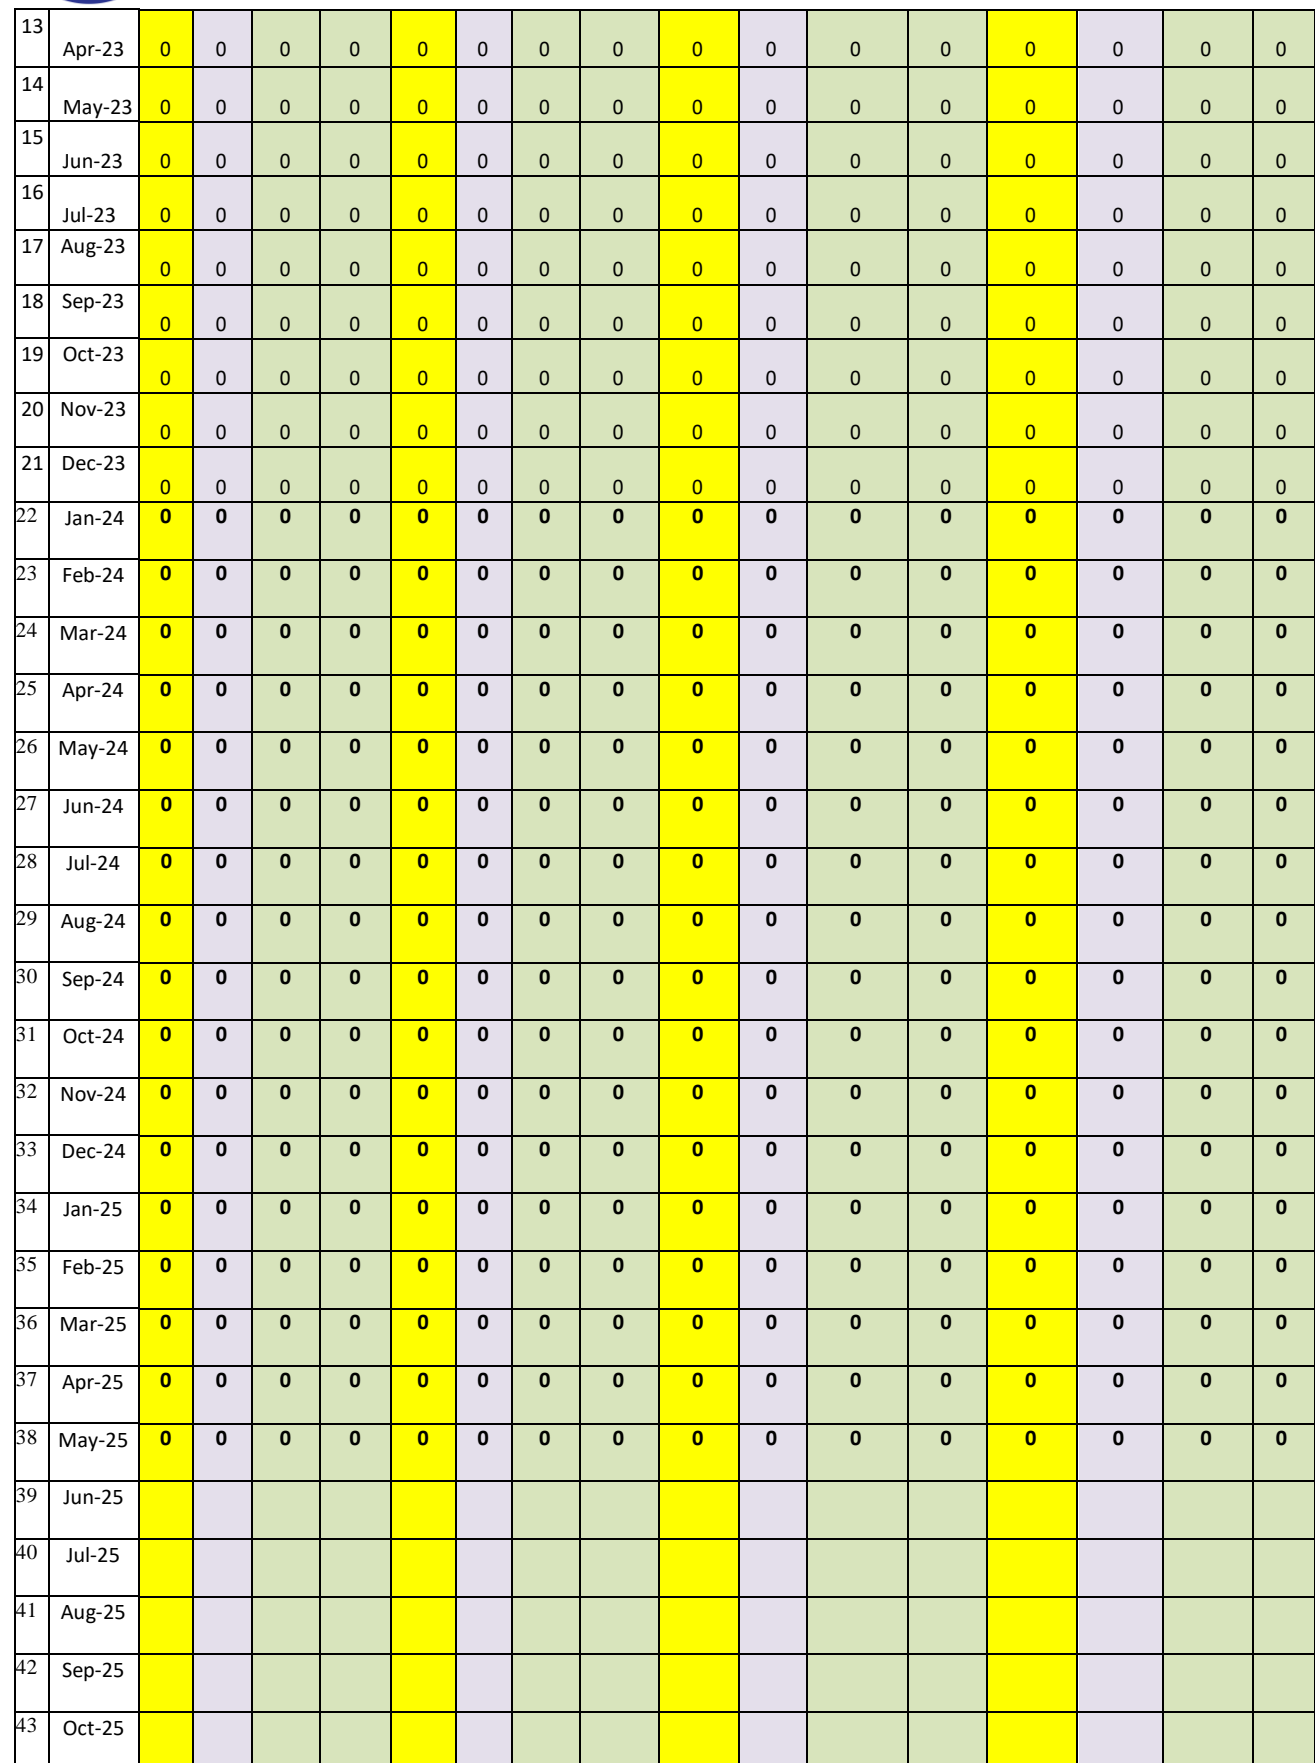 13 Apr-23 0 0 0 0 0 0 0 0 0 0 0 0 0 0 0 0
14 May-23 0 0 0 0 0 0 0 0 0 0 0 0 0 0 0 0
15 Jun-23 0 0 0 0 0 0 0 0 0 0 0 0 0 0 0 0
16 Jul-23 0 0 0 0 0 0 0 0 0 0 0 0 0 0 0 0
17 Aug-23 0 0 0 0 0 0 0 0 0 0 0 0 0 0 0 0
18 Sep-23 0 0 0 0 0 0 0 0 0 0 0 0 0 0 0 0
19 Oct-23 0 0 0 0 0 0 0 0 0 0 0 0 0 0 0 0
20 Nov-23 0 0 0 0 0 0 0 0 0 0 0 0 0 0 0 0
21 Dec-23 0 0 0 0 0 0 0 0 0 0 0 0 0 0 0 0
22 Jan-24 0 0 0 0 0 0 0 0 0 0 0 0 0 0 0 0
23 Feb-24 0 0 0 0 0 0 0 0 0 0 0 0 0 0 0 0
24 Mar-24 0 0 0 0 0 0 0 0 0 0 0 0 0 0 0 0
25 Apr-24 0 0 0 0 0 0 0 0 0 0 0 0 0 0 0 0
26 May-24 0 0 0 0 0 0 0 0 0 0 0 0 0 0 0 0
27 Jun-24 0 0 0 0 0 0 0 0 0 0 0 0 0 0 0 0
28 Jul-24 0 0 0 0 0 0 0 0 0 0 0 0 0 0 0 0
29 Aug-24 0 0 0 0 0 0 0 0 0 0 0 0 0 0 0 0
30 Sep-24 0 0 0 0 0 0 0 0 0 0 0 0 0 0 0 0
31 Oct-24 0 0 0 0 0 0 0 0 0 0 0 0 0 0 0 0
32 Nov-24 0 0 0 0 0 0 0 0 0 0 0 0 0 0 0 0
33 Dec-24 0 0 0 0 0 0 0 0 0 0 0 0 0 0 0 0
34 Jan-25 0 0 0 0 0 0 0 0 0 0 0 0 0 0 0 0
35 Feb-25 0 0 0 0 0 0 0 0 0 0 0 0 0 0 0 0
36 Mar-25 0 0 0 0 0 0 0 0 0 0 0 0 0 0 0 0
37 Apr-25 0 0 0 0 0 0 0 0 0 0 0 0 0 0 0 0
38 May-25 0 0 0 0 0 0 0 0 0 0 0 0 0 0 0 0
39 Jun-25
40 Jul-25
41 Aug-25
42 Sep-25
43 Oct-25